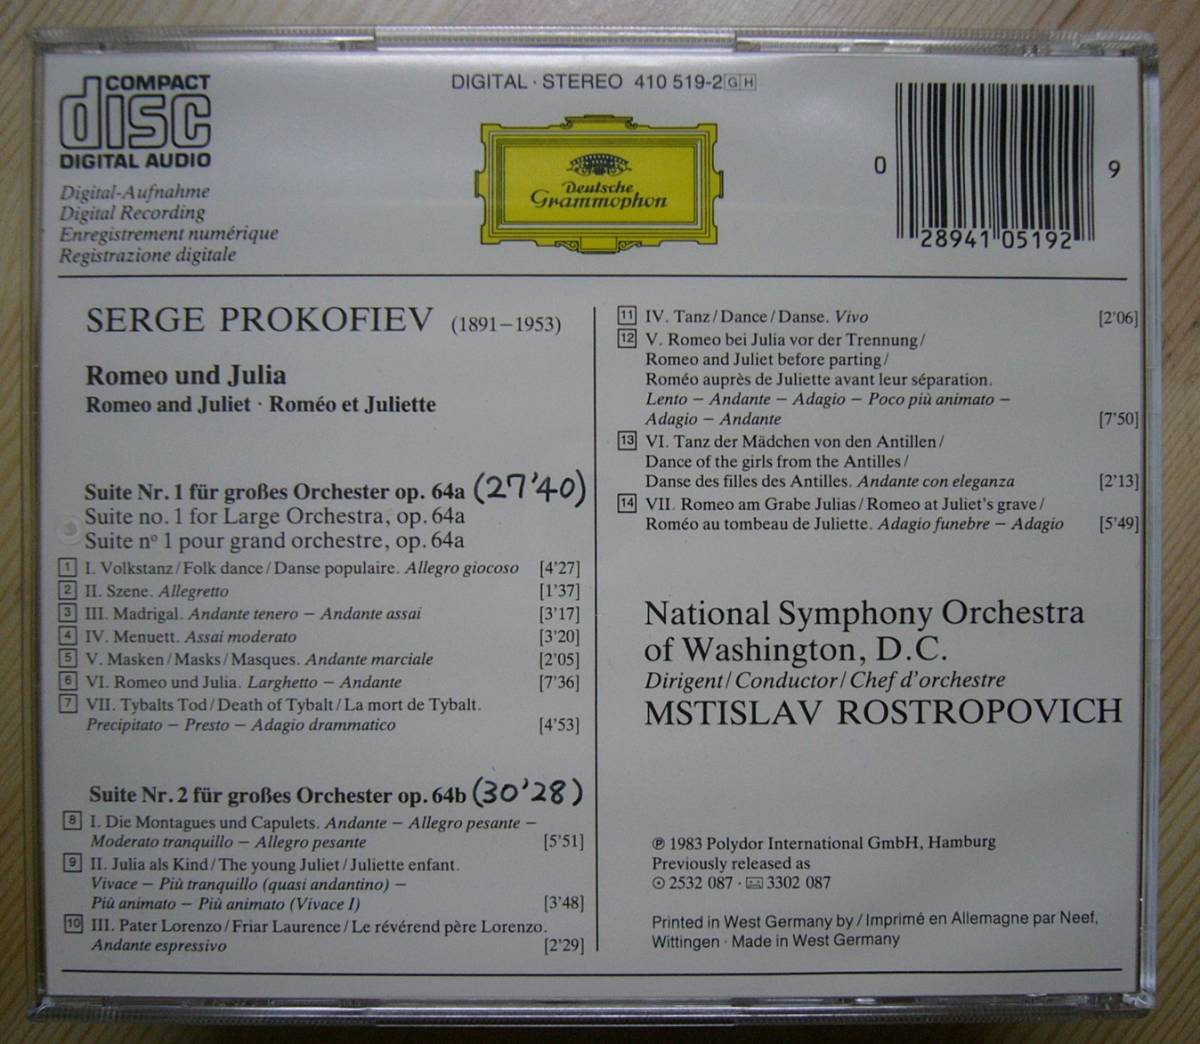 COMPACT
disc
DIGITAL AUDIO
Digital-Aufnahme
Digital Recording
Enregistrement numérique
Registrazione digitale
DIGITAL · STEREO 410 519-2 GH
Deutsche
Grammophon
0 28941 05192 9
SERGE PROKOFIEV (1891–1953)
Romeo und Julia
Romeo and Juliet · Roméo et Juliette
Suite Nr. 1 für großes Orchester op. 64a (27'40)
Suite no. 1 for Large Orchestra, op. 64a
Suite nº 1 pour grand orchestre, op. 64a
1 I. Volkstanz / Folk dance / Danse populaire. Allegro giocoso [4'27]
2 II. Szene. Allegretto [1'37]
3 III. Madrigal. Andante tenero – Andante assai [3'17]
4 IV. Menuett. Assai moderato [3'20]
5 V. Masken / Masks / Masques. Andante marciale [2'05]
6 VI. Romeo und Julia. Larghetto – Andante [7'36]
7 VII. Tybalts Tod / Death of Tybalt / La mort de Tybalt.
Precipitato – Presto – Adagio drammatico [4'53]
Suite Nr. 2 für großes Orchester op. 64b (30'28)
8 I. Die Montagues und Capulets. Andante – Allegro pesante –
Moderato tranquillo – Allegro pesante [5'51]
9 II. Julia als Kind / The young Juliet / Juliette enfant.
Vivace – Più tranquillo (quasi andantino) –
Più animato – Più animato (Vivace I) [3'48]
10 III. Pater Lorenzo / Friar Laurence / Le révérend père Lorenzo.
Andante espressivo [2'29]
11 IV. Tanz / Dance / Danse. Vivo [2'06]
12 V. Romeo bei Julia vor der Trennung /
Romeo and Juliet before parting /
Roméo auprès de Juliette avant leur séparation.
Lento – Andante – Adagio – Poco più animato –
Adagio – Andante [7'50]
13 VI. Tanz der Mädchen von den Antillen /
Dance of the girls from the Antilles /
Danse des filles des Antilles. Andante con eleganza [2'13]
14 VII. Romeo am Grabe Julias / Romeo at Juliet's grave /
Roméo au tombeau de Juliette. Adagio funebre – Adagio [5'49]
National Symphony Orchestra
of Washington, D.C.
Dirigent / Conductor / Chef d'orchestre
MSTISLAV ROSTROPOVICH
℗ 1983 Polydor International GmbH, Hamburg
Previously released as
2532 087 · 3302 087
Printed in West Germany by / Imprimé en Allemagne par Neef,
Wittingen · Made in West Germany